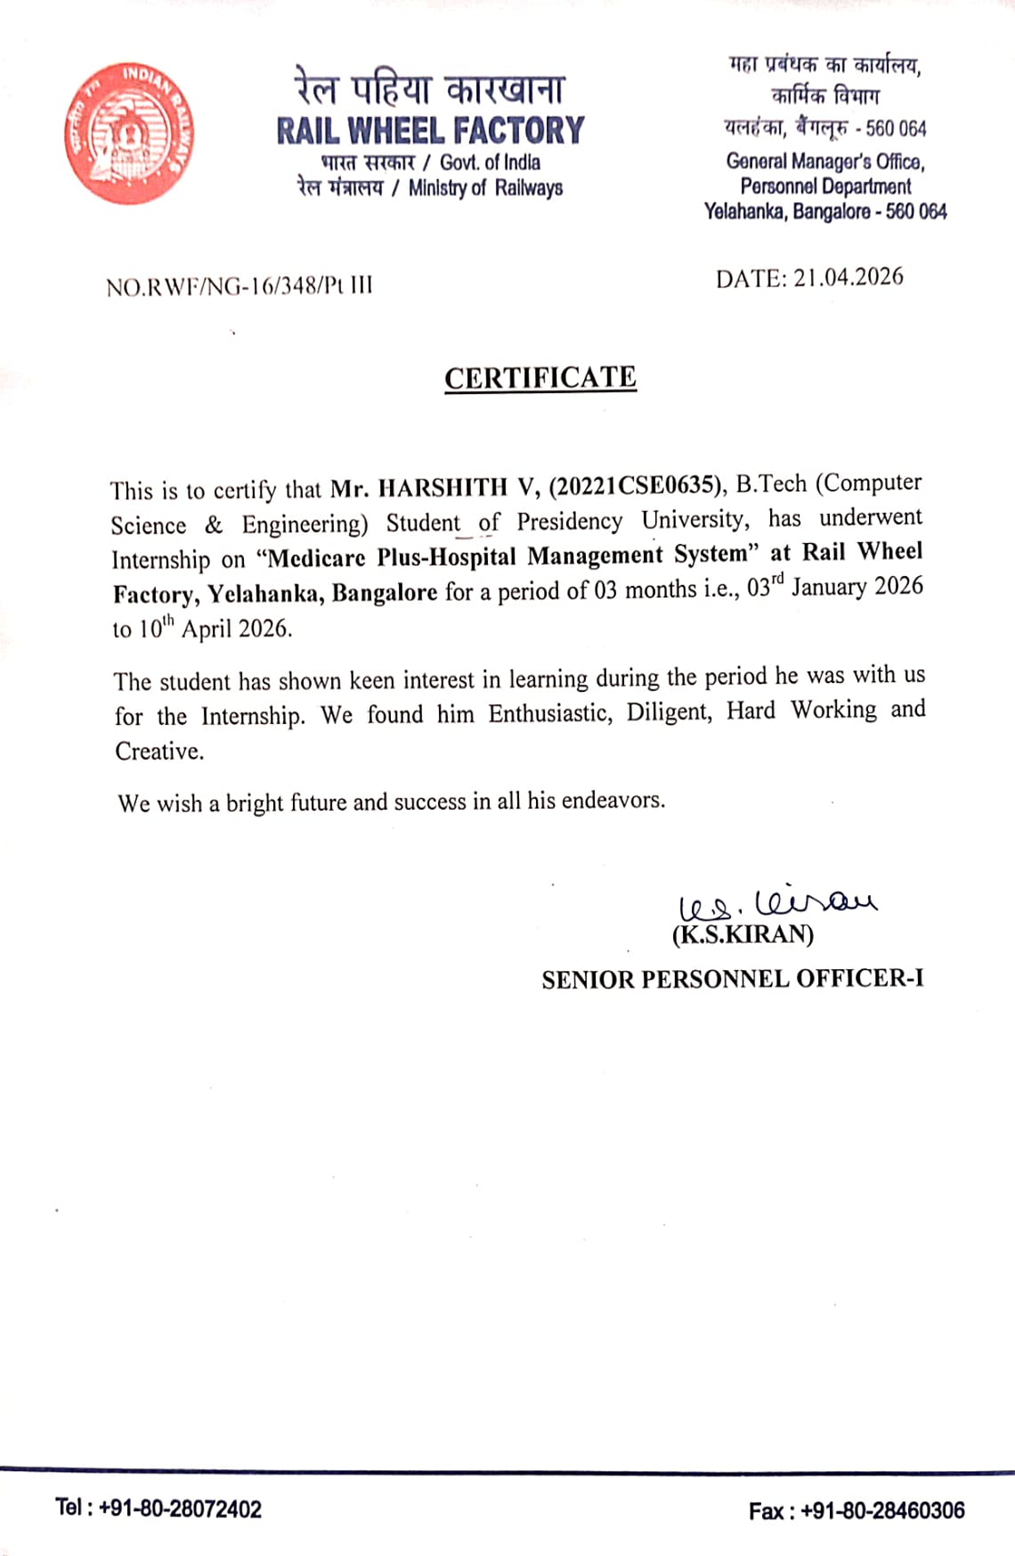 भारतीय रेल INDIAN RAILWAYS
रेल पहिया कारखाना
RAIL WHEEL FACTORY
भारत सरकार / Govt. of India
रेल मंत्रालय / Ministry of Railways
महा प्रबंधक का कार्यालय,
कार्मिक विभाग
यलहंका, बैंगलूरु - 560 064
General Manager's Office,
Personnel Department
Yelahanka, Bangalore - 560 064
NO.RWF/NG-16/348/Pt III
DATE: 21.04.2026
CERTIFICATE
This is to certify that Mr. HARSHITH V, (20221CSE0635), B.Tech (Computer
Science & Engineering) Student of Presidency University, has underwent
Internship on “Medicare Plus-Hospital Management System” at Rail Wheel
Factory, Yelahanka, Bangalore for a period of 03 months i.e., 03rd January 2026
to 10th April 2026.
The student has shown keen interest in learning during the period he was with us
for the Internship. We found him Enthusiastic, Diligent, Hard Working and
Creative.
We wish a bright future and success in all his endeavors.
K.S. Kiran
(K.S.KIRAN)
SENIOR PERSONNEL OFFICER-I
Tel : +91-80-28072402
Fax : +91-80-28460306